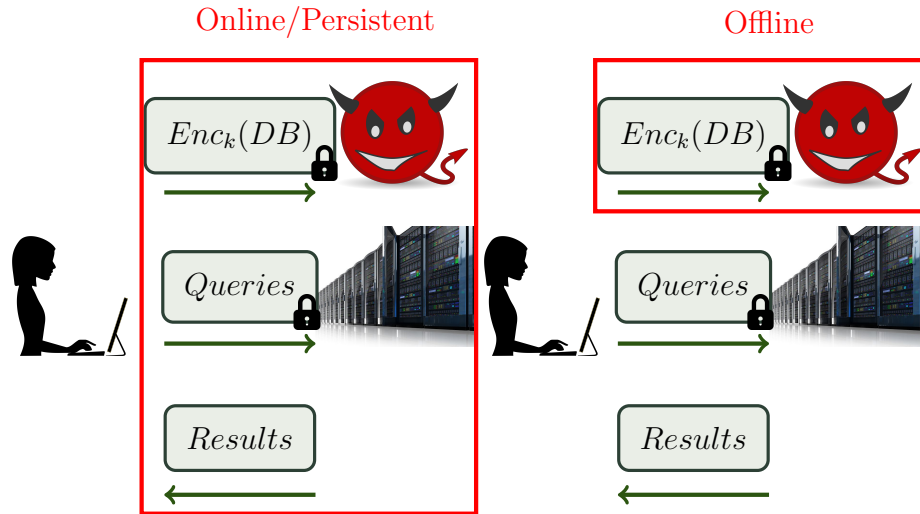 Online/Persistent
Offline
Enc_k(DB)
Enc_k(DB)
Queries
Queries
Results
Results